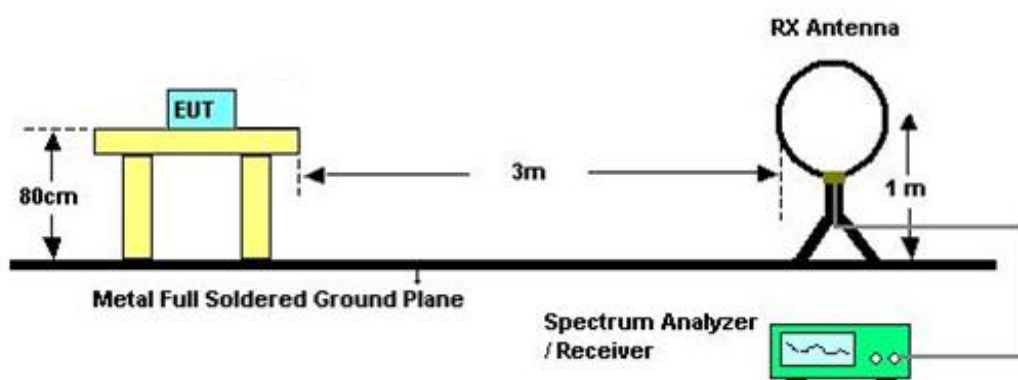 RX Antenna
EUT
3m
80cm
1 m
Metal Full Soldered Ground Plane
Spectrum Analyzer
/ Receiver